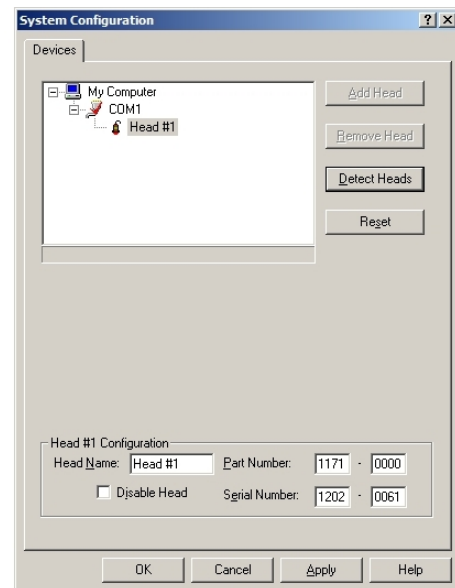 System Configuration
Devices
My Computer
COM1
Head #1
Add Head
Remove Head
Detect Heads
Reset
Head #1 Configuration
Head Name: Head #1 Part Number: 1171 - 0000
Disable Head Serial Number: 1202 - 0061
OK Cancel Apply Help